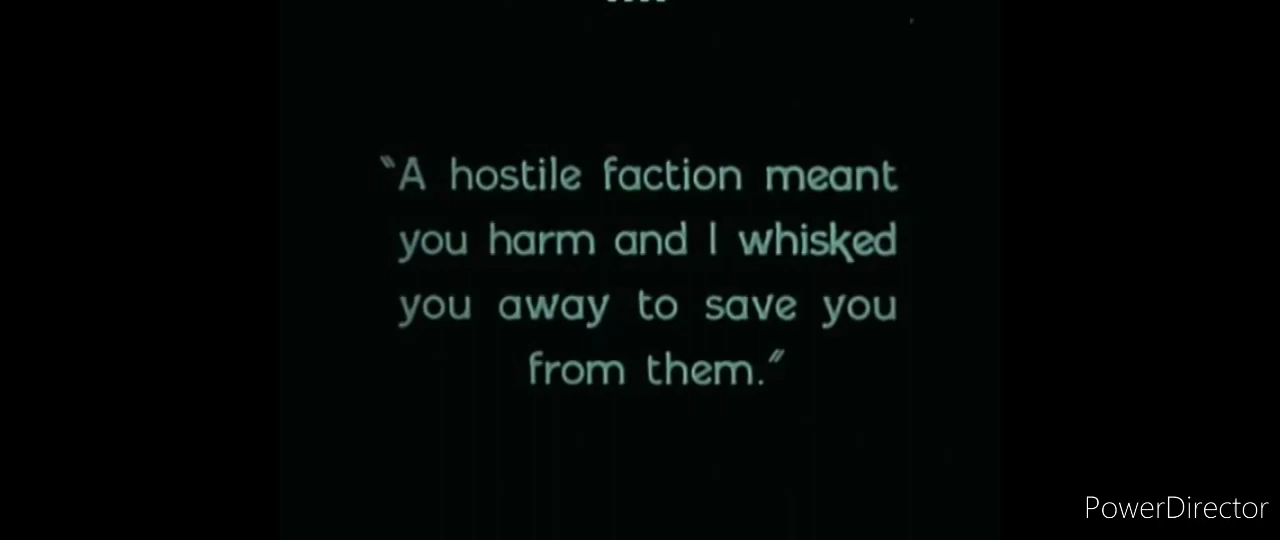 "A hostile faction meant
you harm and I whisked
you away to save you
from them."
PowerDirector